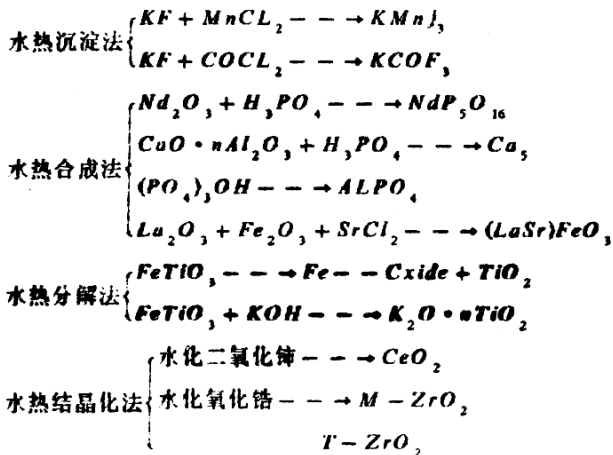 水热沉淀法
KF + MnCL₂ − − → KMnF₃
KF + COCL₂ − − → KCOF₃
水热合成法
Nd₂O₃ + H₃PO₄ − − → NdP₅O₁₆
CaO • nAl₂O₃ + H₃PO₄ − − → Ca₅
(PO₄)₃OH − − → ALPO₄
La₂O₃ + Fe₂O₃ + SrCl₂ − − → (LaSr)FeO₃
水热分解法
FeTiO₃ − − → Fe − − Cxide + TiO₂
FeTiO₃ + KOH − − → K₂O • nTiO₂
水热结晶化法
水化二氧化铈 − − → CeO₂
水化氧化锆 − − → M − ZrO₂
T − ZrO₂